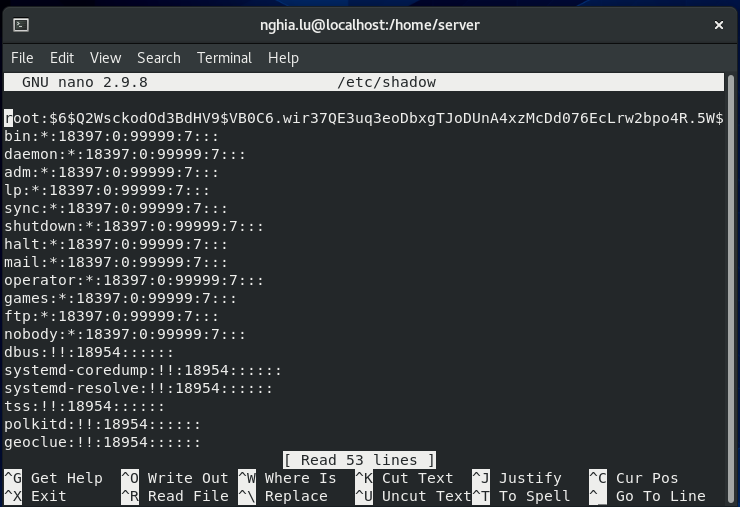 nghia.lu@localhost:/home/server
File Edit View Search Terminal Help
GNU nano 2.9.8 /etc/shadow
root:$6$Q2WsckodOd3BdHV9$VB0C6.wir37QE3uq3eoDbxgTJoDUnA4xzMcDd076EcLrw2bpo4R.5W$
bin:*:18397:0:99999:7:::
daemon:*:18397:0:99999:7:::
adm:*:18397:0:99999:7:::
lp:*:18397:0:99999:7:::
sync:*:18397:0:99999:7:::
shutdown:*:18397:0:99999:7:::
halt:*:18397:0:99999:7:::
mail:*:18397:0:99999:7:::
operator:*:18397:0:99999:7:::
games:*:18397:0:99999:7:::
ftp:*:18397:0:99999:7:::
nobody:*:18397:0:99999:7:::
dbus:!!:18954::::::
systemd-coredump:!!:18954::::::
systemd-resolve:!!:18954::::::
tss:!!:18954::::::
polkitd:!!:18954::::::
geoclue:!!:18954::::::
[ Read 53 lines ]
^G Get Help ^O Write Out ^W Where Is ^K Cut Text ^J Justify ^C Cur Pos
^X Exit ^R Read File ^\ Replace ^U Uncut Text ^T To Spell ^_ Go To Line